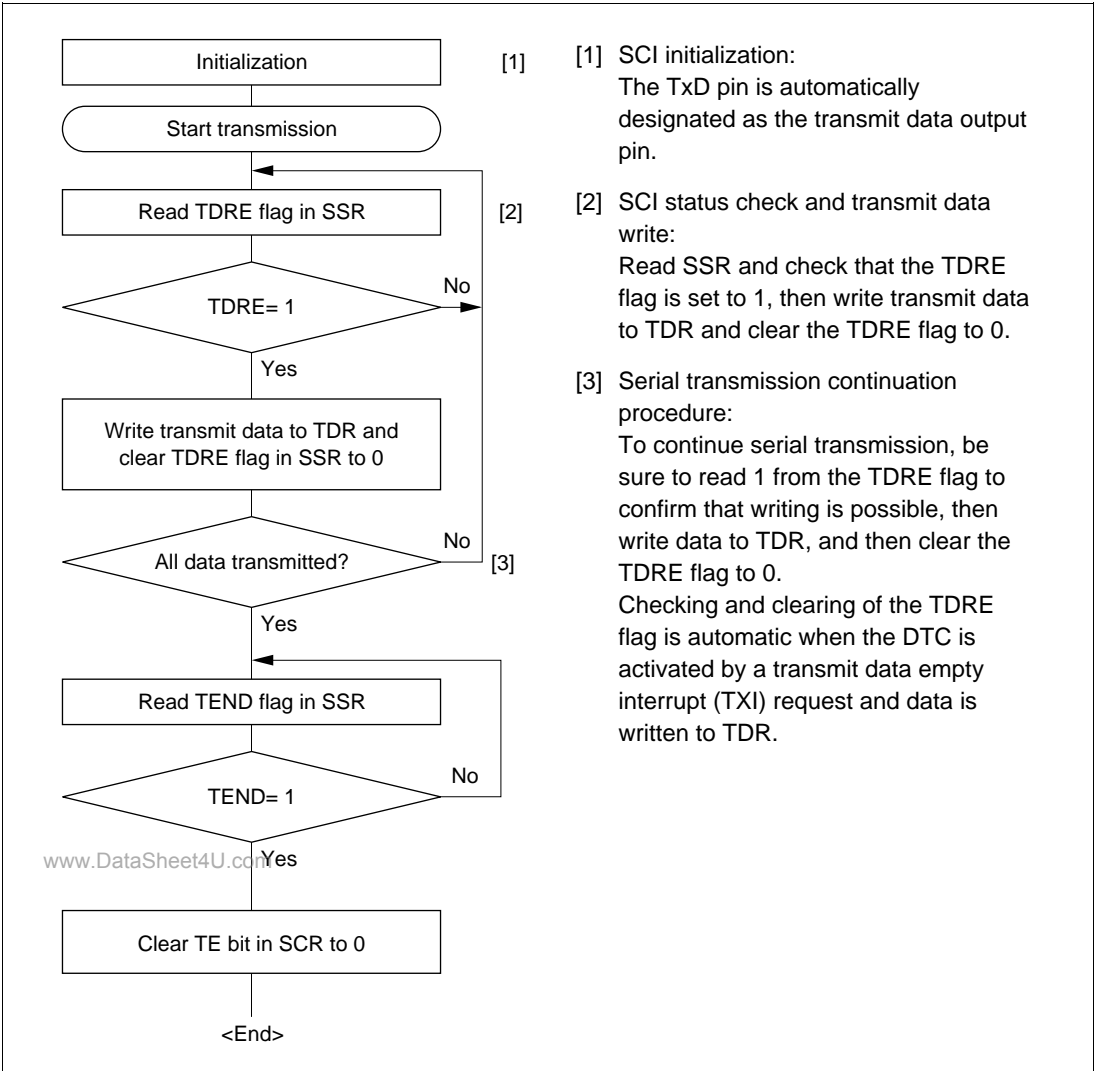 Initialization
[1]
Start transmission
Read TDRE flag in SSR
[2]
TDRE= 1
No
Yes
Write transmit data to TDR and
clear TDRE flag in SSR to 0
All data transmitted?
No
[3]
Yes
Read TEND flag in SSR
TEND= 1
No
www.DataSheet4U.com
Yes
Clear TE bit in SCR to 0
<End>
[1] SCI initialization:
The TxD pin is automatically
designated as the transmit data output
pin.
[2] SCI status check and transmit data
write:
Read SSR and check that the TDRE
flag is set to 1, then write transmit data
to TDR and clear the TDRE flag to 0.
[3] Serial transmission continuation
procedure:
To continue serial transmission, be
sure to read 1 from the TDRE flag to
confirm that writing is possible, then
write data to TDR, and then clear the
TDRE flag to 0.
Checking and clearing of the TDRE
flag is automatic when the DTC is
activated by a transmit data empty
interrupt (TXI) request and data is
written to TDR.